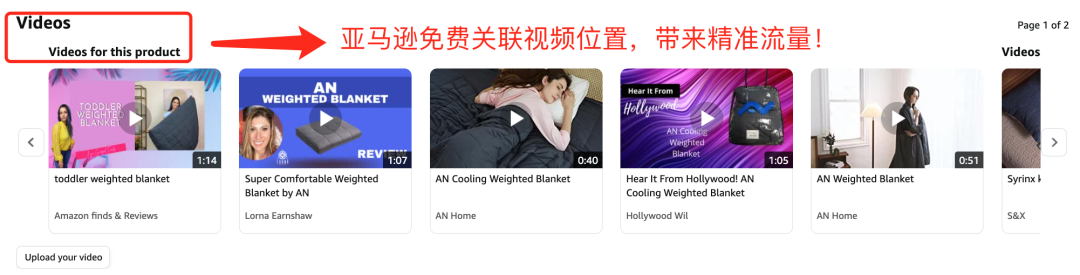 Videos
Page 1 of 2
亚马逊免费关联视频位置，带来精准流量！
Videos for this product
Videos
TODDLER
WEIGHTED
BLANKET
1:14
AN
WEIGHTED BLANKET
REVIEW
1:07
0:40
Hear It From
Hollywood
AN Cooling
Weighted
Blanket
1:05
0:51
toddler weighted blanket
Amazon finds & Reviews
Super Comfortable Weighted
Blanket by AN
Lorna Earnshaw
AN Cooling Weighted Blanket
AN Home
Hear It From Hollywood! AN
Cooling Weighted Blanket
Hollywood Wil
AN Weighted Blanket
AN Home
Syrinx
S&X
Upload your video